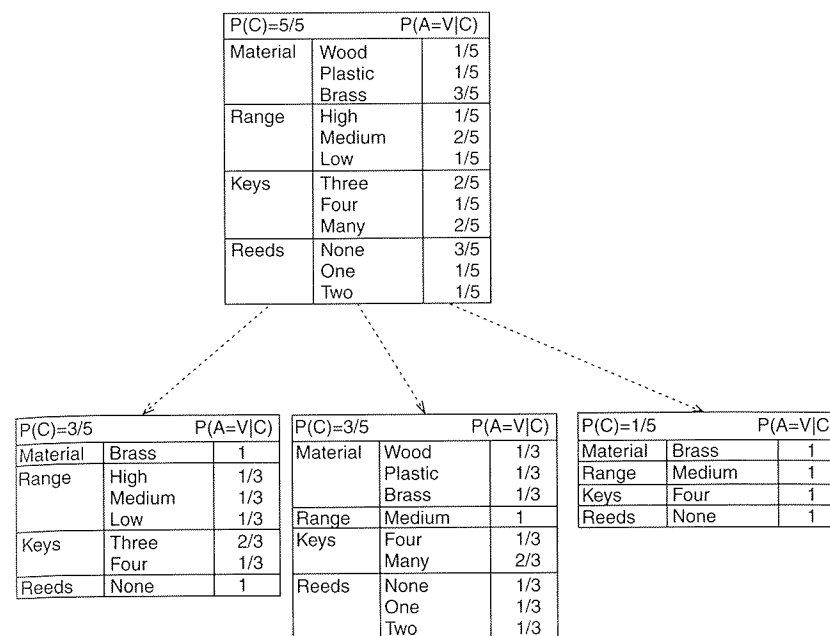 P(C)=5/5 P(A=V|C)
Material Wood 1/5
Plastic 1/5
Brass 3/5
Range High 1/5
Medium 2/5
Low 1/5
Keys Three 2/5
Four 1/5
Many 2/5
Reeds None 3/5
One 1/5
Two 1/5
P(C)=3/5 P(A=V|C)
Material Brass 1
Range High 1/3
Medium 1/3
Low 1/3
Keys Three 2/3
Four 1/3
Reeds None 1
P(C)=3/5 P(A=V|C)
Material Wood 1/3
Plastic 1/3
Brass 1/3
Range Medium 1
Keys Four 1/3
Many 2/3
Reeds None 1/3
One 1/3
Two 1/3
P(C)=1/5 P(A=V|C
Material Brass 1
Range Medium 1
Keys Four 1
Reeds None 1